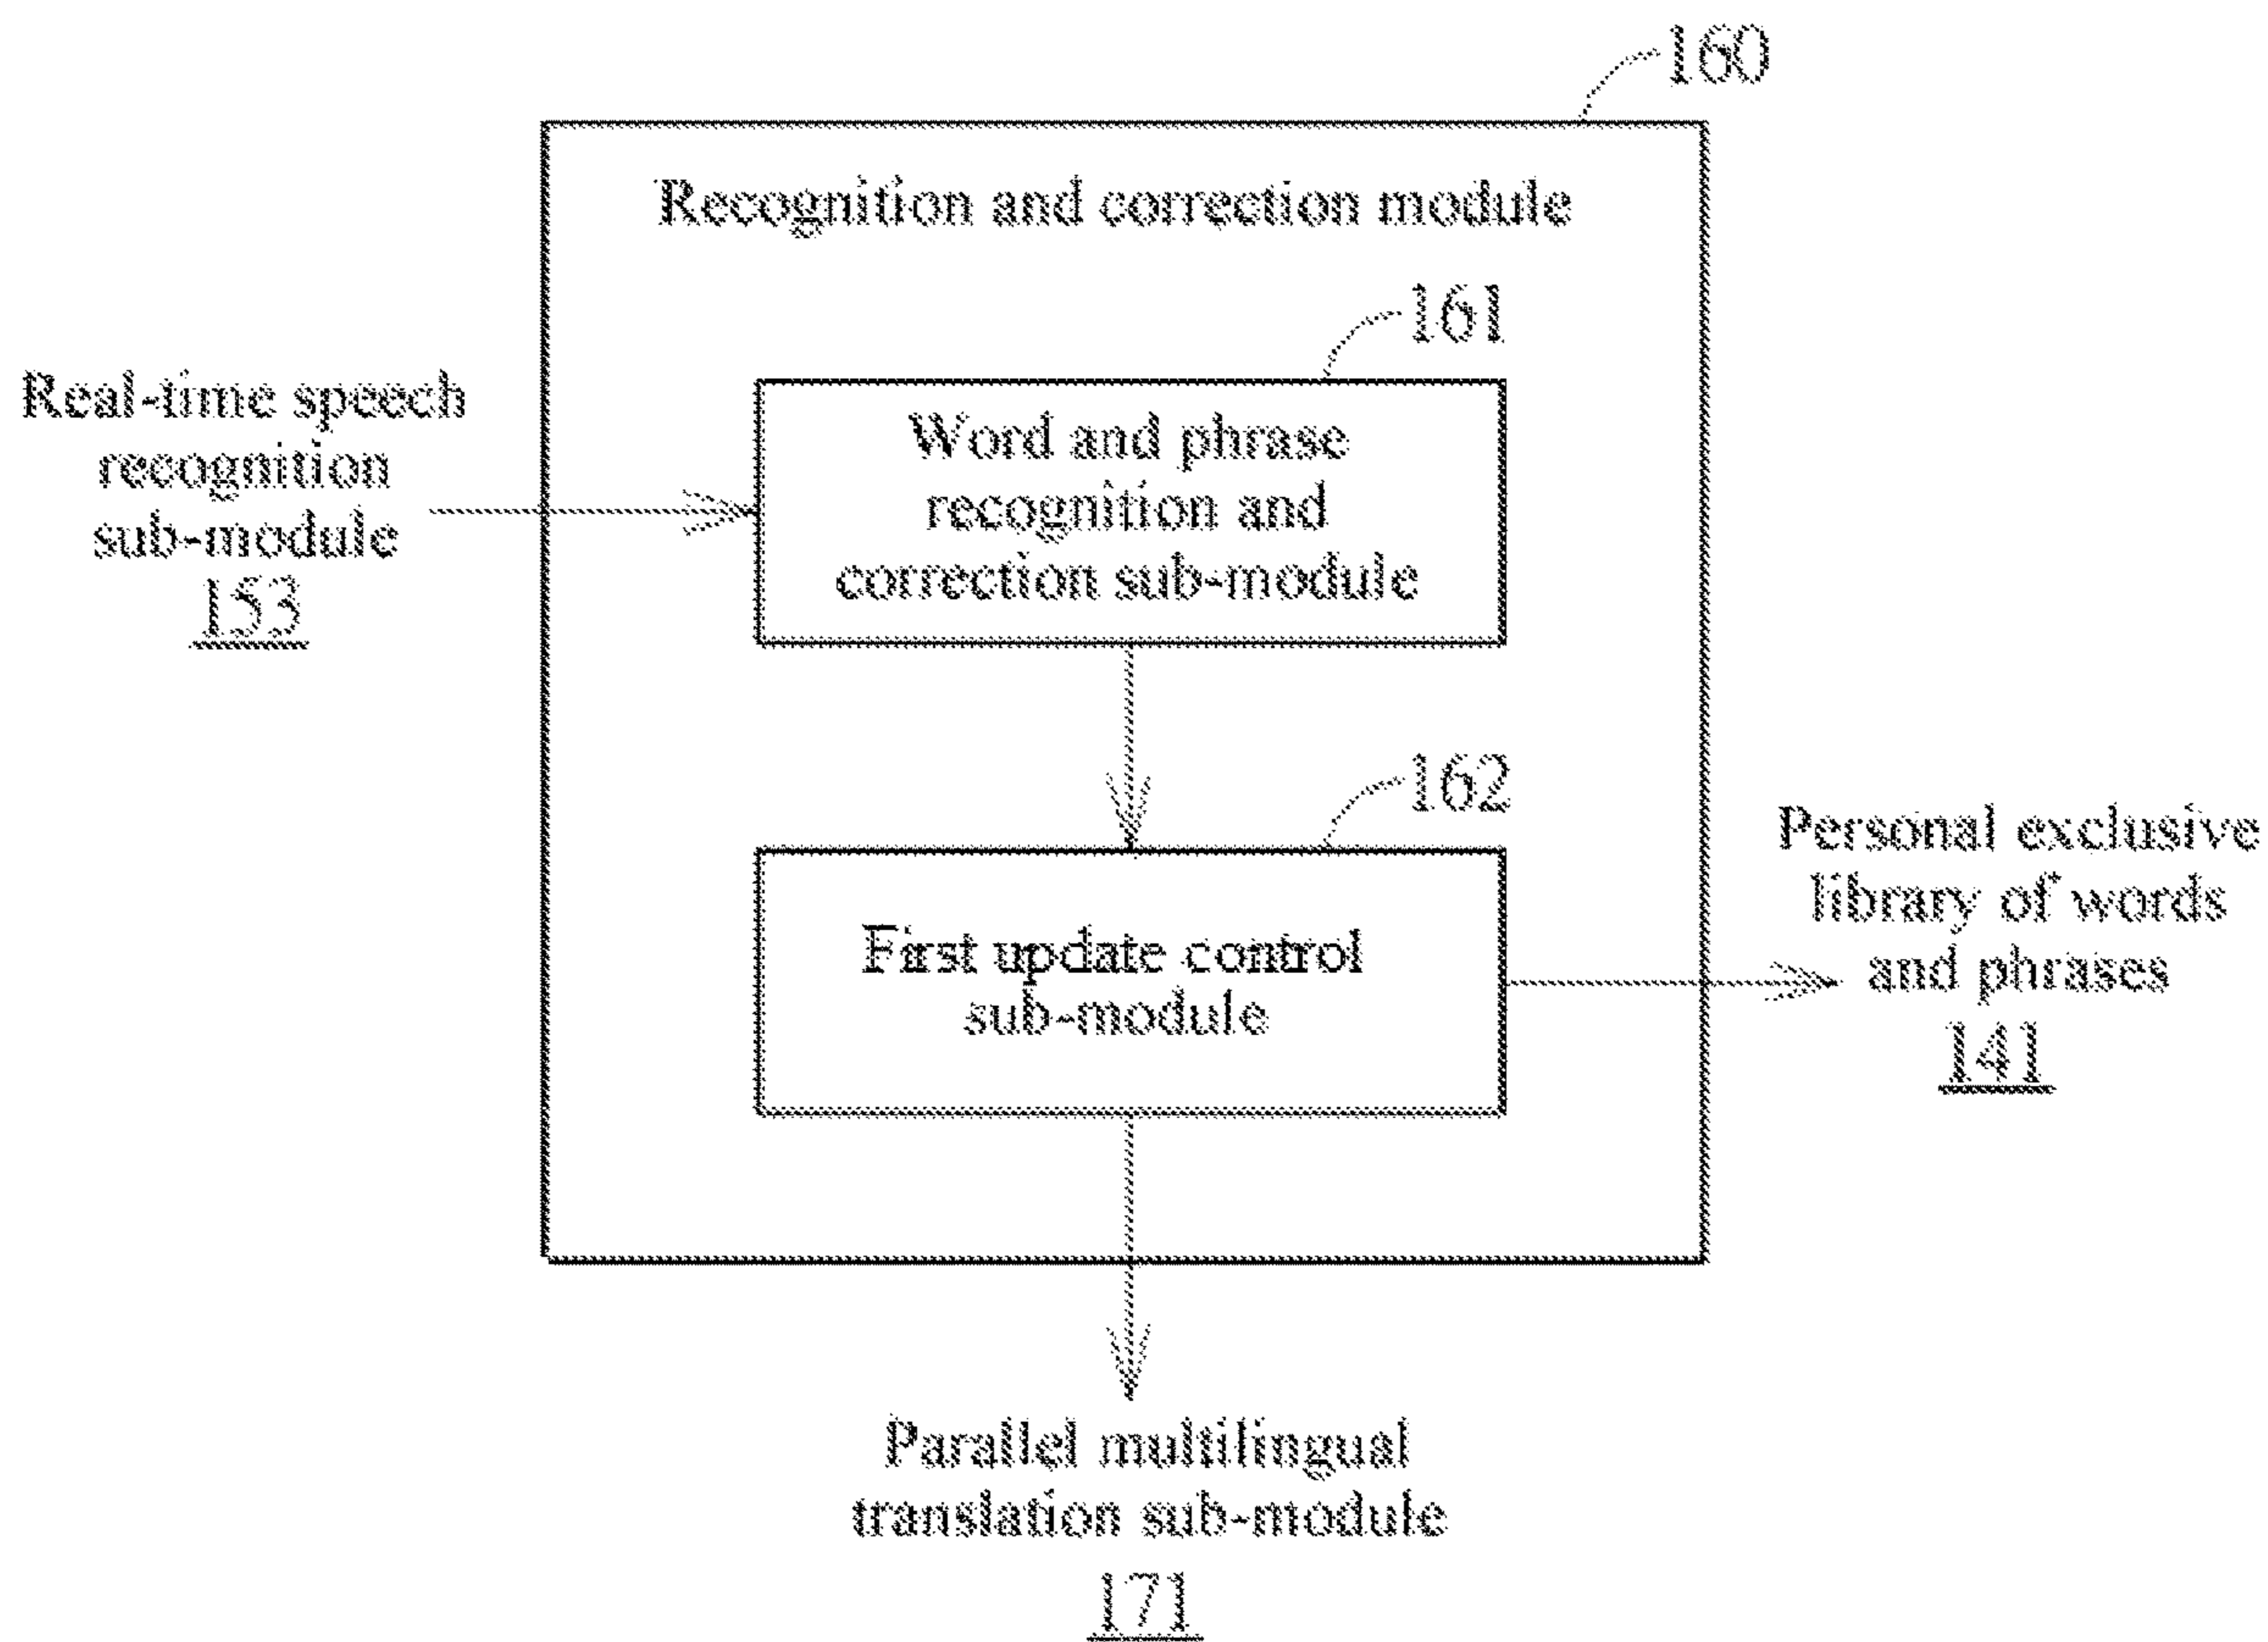 160
Recognition and correction module
161
Real-time speech
recognition
sub-module
153
Word and phrase
recognition and
correction sub-module
162
First update control
sub-module
Personal exclusive
library of words
and phrases
141
Parallel multilingual
translation sub-module
171